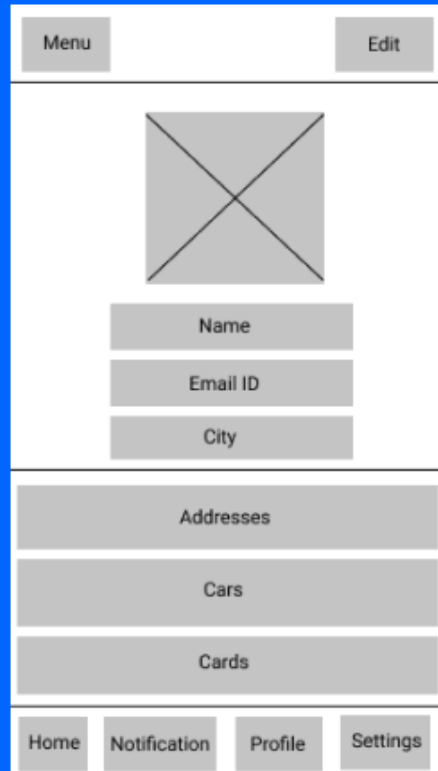 Menu
Edit
Name
Email ID
City
Addresses
Cars
Cards
Home
Notification
Profile
Settings